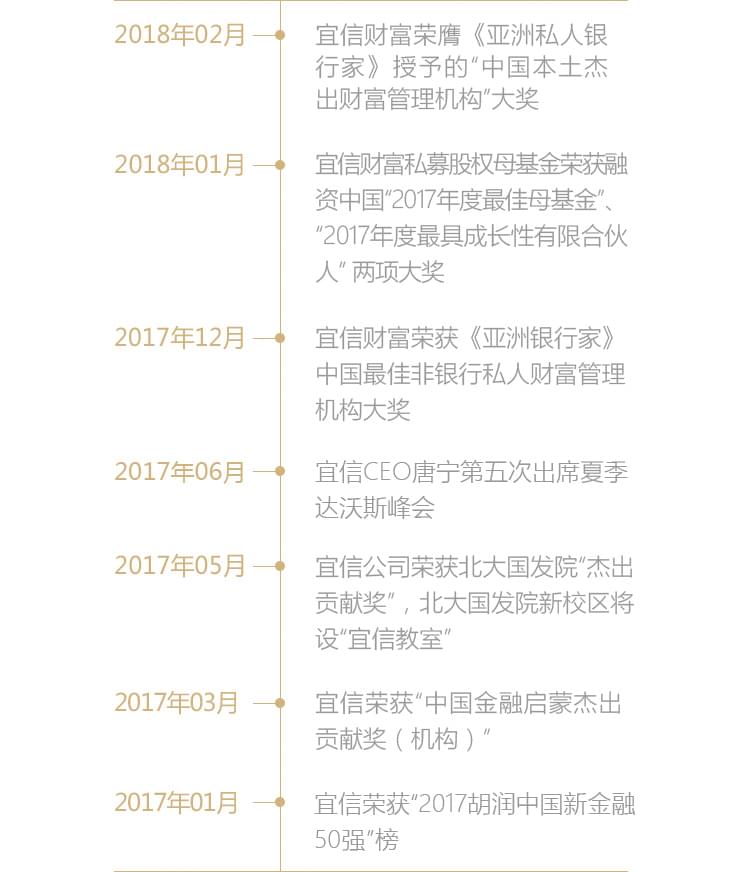 2018年02月
宜信财富荣膺《亚洲私人银
行家》授予的“中国本土杰
出财富管理机构”大奖
2018年01月
宜信财富私募股权母基金荣获融
资中国“2017年度最佳母基金”、
“2017年度最具成长性有限合伙
人” 两项大奖
2017年12月
宜信财富荣获《亚洲银行家》
中国最佳非银行私人财富管理
机构大奖
2017年06月
宜信CEO唐宁第五次出席夏季
达沃斯峰会
2017年05月
宜信公司荣获北大国发院“杰出
贡献奖”，北大国发院新校区将
设“宜信教室”
2017年03月
宜信荣获“中国金融启蒙杰出
贡献奖（机构）”
2017年01月
宜信荣获“2017胡润中国新金融
50强”榜